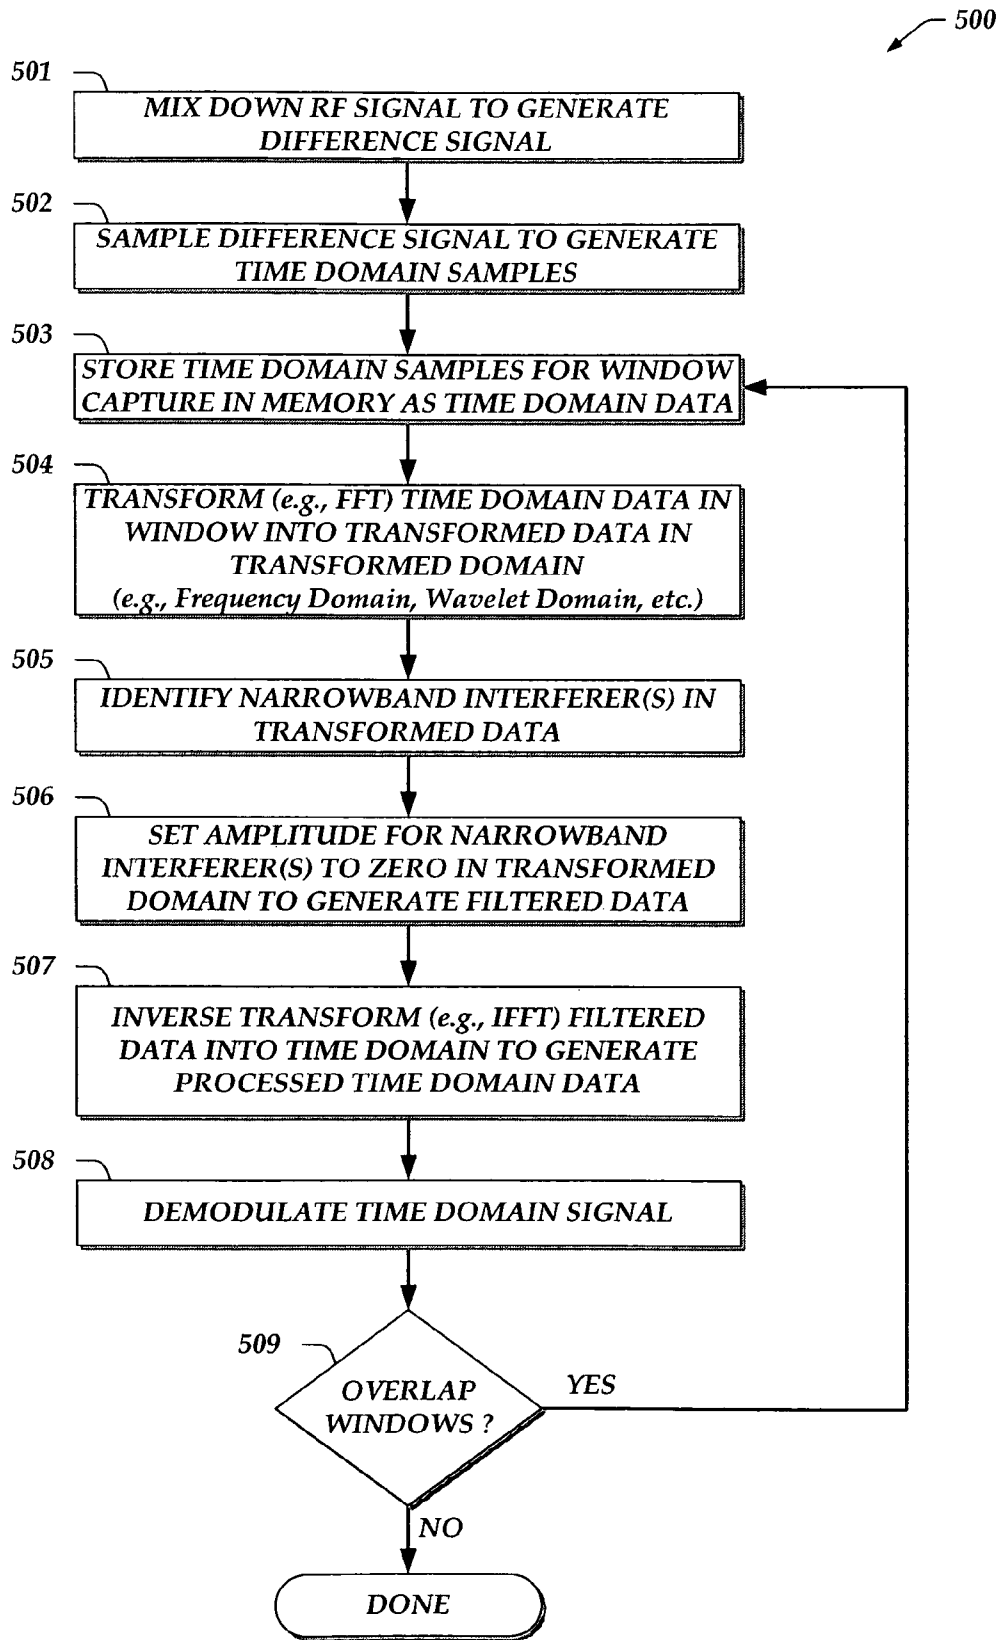 500
501
MIX DOWN RF SIGNAL TO GENERATE
DIFFERENCE SIGNAL
502
SAMPLE DIFFERENCE SIGNAL TO GENERATE
TIME DOMAIN SAMPLES
503
STORE TIME DOMAIN SAMPLES FOR WINDOW
CAPTURE IN MEMORY AS TIME DOMAIN DATA
504
TRANSFORM (e.g., FFT) TIME DOMAIN DATA IN
WINDOW INTO TRANSFORMED DATA IN
TRANSFORMED DOMAIN
(e.g., Frequency Domain, Wavelet Domain, etc.)
505
IDENTIFY NARROWBAND INTERFERER(S) IN
TRANSFORMED DATA
506
SET AMPLITUDE FOR NARROWBAND
INTERFERER(S) TO ZERO IN TRANSFORMED
DOMAIN TO GENERATE FILTERED DATA
507
INVERSE TRANSFORM (e.g., IFFT) FILTERED
DATA INTO TIME DOMAIN TO GENERATE
PROCESSED TIME DOMAIN DATA
508
DEMODULATE TIME DOMAIN SIGNAL
509
OVERLAP
WINDOWS ?
YES
NO
DONE